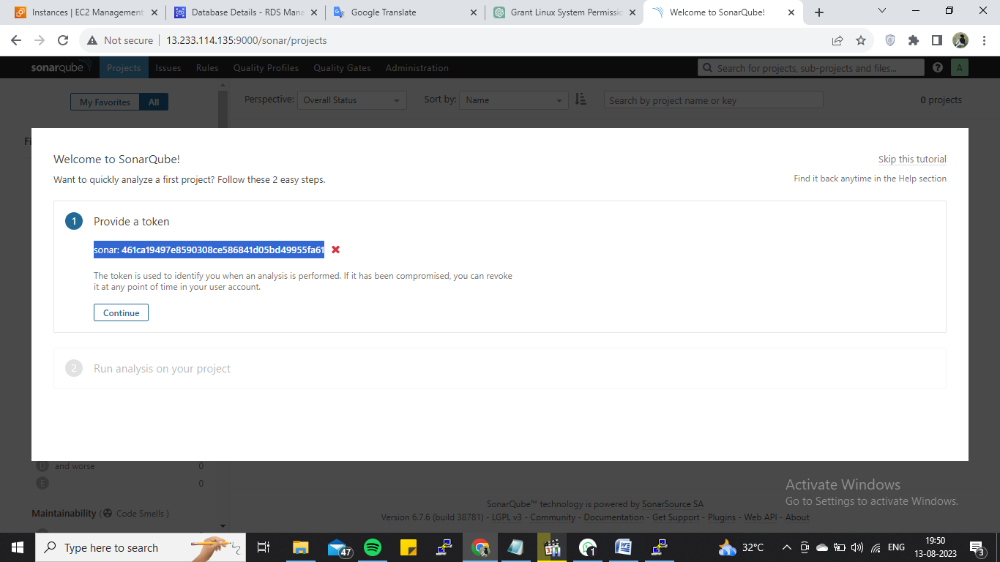 Instances | EC2 Management
Database Details - RDS Mana
Google Translate
Grant Linux System Permissic
Welcome to SonarQube!
Not secure
13.233.114.135:9000/sonar/projects
sonarqube
Projects
Issues
Rules
Quality Profiles
Quality Gates
Administration
Search for projects, sub-projects and files...
A
My Favorites
All
Perspective:
Overall Status
Sort by:
Name
Search by project name or key
0 projects
Fi
Welcome to SonarQube!
Skip this tutorial
Want to quickly analyze a first project? Follow these 2 easy steps.
Find it back anytime in the Help section
1
Provide a token
sonar: 461ca19497e8590308ce586841d05bd49955fa61
The token is used to identify you when an analysis is performed. If it has been compromised, you can revoke
it at any point of time in your user account.
Continue
2
Run analysis on your project
D and worse 0
E 0
Maintainability ( Code Smells )
Activate Windows
Go to Settings to activate Windows.
SonarQube™ technology is powered by SonarSource SA
Version 6.7.6 (build 38781) - LGPL v3 - Community - Documentation - Get Support - Plugins - Web API - About
Type here to search
47
1
32°C
ENG
19:50
13-08-2023
3